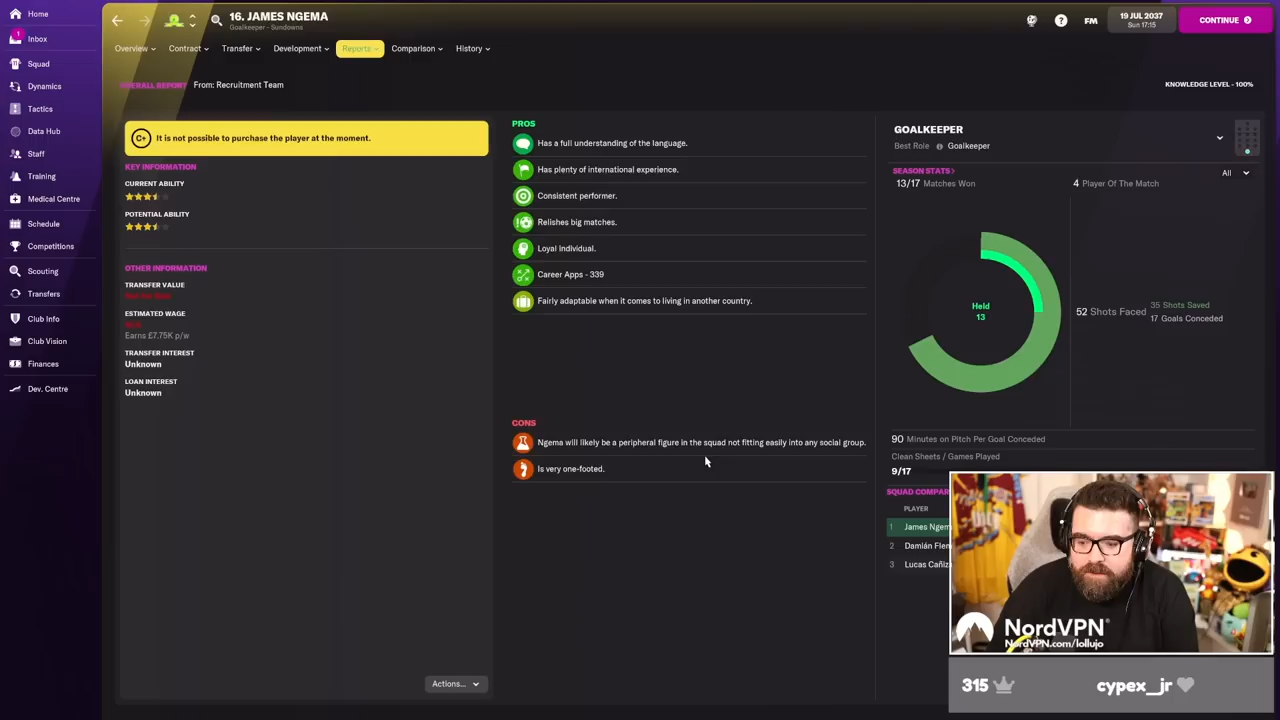 Home
1
Inbox
Squad
Dynamics
Tactics
Data Hub
Staff
Training
Medical Centre
Schedule
Competitions
Scouting
Transfers
Club Info
Club Vision
Finances
Dev. Centre
16. JAMES NGEMA
Goalkeeper - Sundowns
? FM
19 JUL 2037
Sun 17:15
CONTINUE
Overview Contract Transfer Development Reports Comparison History
OVERALL REPORT From: Recruitment Team
KNOWLEDGE LEVEL - 100%
C+ It is not possible to purchase the player at the moment.
KEY INFORMATION
CURRENT ABILITY
POTENTIAL ABILITY
OTHER INFORMATION
TRANSFER VALUE
Not for Sale
ESTIMATED WAGE
Earns £7.75K p/w
TRANSFER INTEREST
Unknown
LOAN INTEREST
Unknown
Actions...
PROS
Has a full understanding of the language.
Has plenty of international experience.
Consistent performer.
Relishes big matches.
Loyal Individual.
Career Apps - 339
Fairly adaptable when it comes to living in another country.
CONS
Ngema will likely be a peripheral figure in the squad not fitting easily into any social group.
Is very one-footed.
GOALKEEPER
Best Role Goalkeeper
SEASON STATS
All
13/17 Matches Won
4 Player Of The Match
Held
13
52 Shots Faced
35 Shots Saved
17 Goals Conceded
90 Minutes on Pitch Per Goal Conceded
Clean Sheets / Games Played
9/17
SQUAD COMPAR
PLAYER
1 James Ngem
2 Damián Flen
3 Lucas Cañiz
NordVPN®
NordVPN.com/lollujo
315
cypex_jr